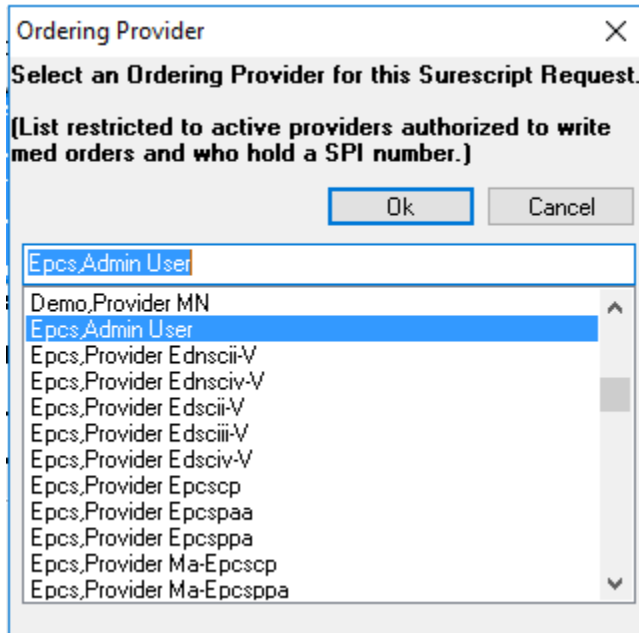 Ordering Provider
Select an Ordering Provider for this Surescript Request.
(List restricted to active providers authorized to write
med orders and who hold a SPI number.)
Ok Cancel
Epcs,Admin User
Demo,Provider MN
Epcs,Admin User
Epcs,Provider Ednscii-V
Epcs,Provider Ednsciv-V
Epcs,Provider Edscii-V
Epcs,Provider Edsciii-V
Epcs,Provider Edsciv-V
Epcs,Provider Epcscp
Epcs,Provider Epcspaa
Epcs,Provider Epcsppa
Epcs,Provider Ma-Epcscp
Epcs,Provider Ma-Epcsppa